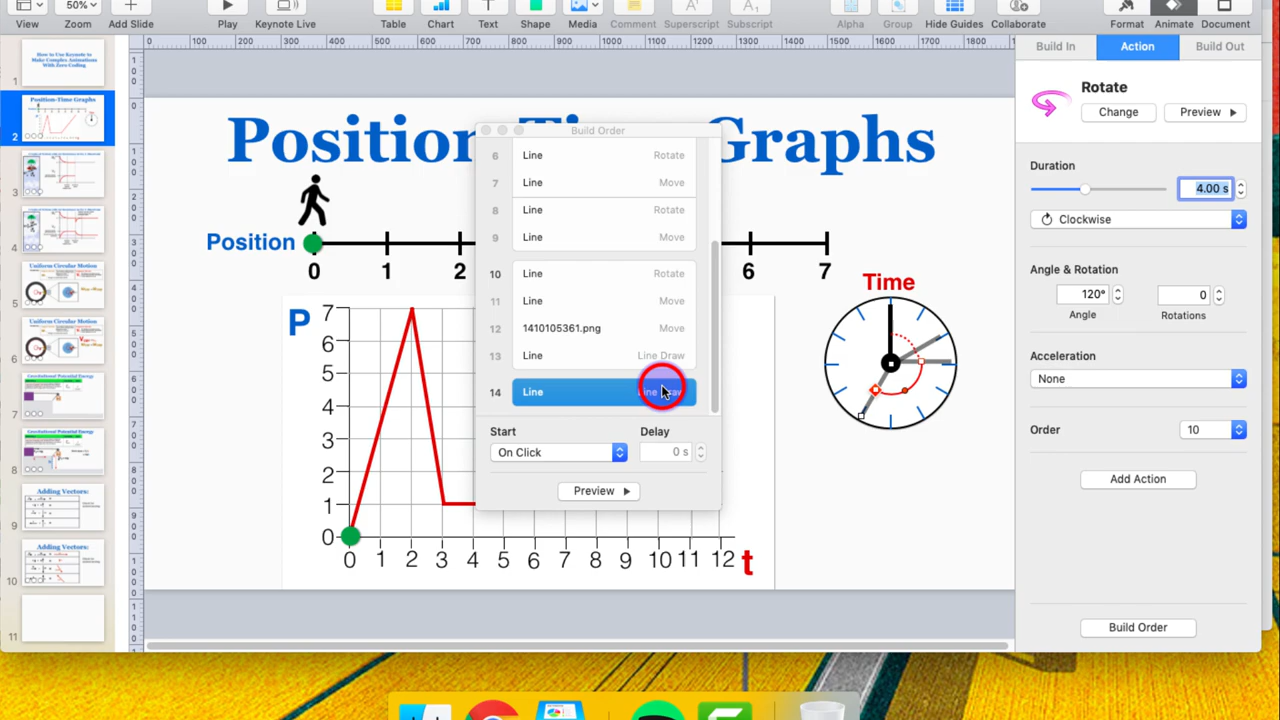 50%
View Zoom Add Slide Play Keynote Live Table Chart Text Shape Media Comment Superscript Subscript Alpha Group Hide Guides Collaborate Format Animate Document
0 100 200 300 400 500 600 700 800 900 1000 1100 1200 1300 1400 1500 1600 1700 1800
Build In Action Build Out
How to Use Keynote to
Make Complex Animations
With Zero Coding
1
Position-Time Graphs
2
3
4
Uniform Circular Motion
5
Uniform Circular Motion
6
Gravitational Potential Energy
7
Gravitational Potential Energy
8
Adding Vectors:
9
Adding Vectors:
10
11
Position Time Graphs
Position
0 1 2 6 7
P
7
6
5
4
3
2
1
0
0 1 2 3 4 5 6 7 8 9 10 11 12 t
Time
Build Order
6 Line Rotate
7 Line Move
8 Line Rotate
9 Line Move
10 Line Rotate
11 Line Move
12 1410105361.png Move
13 Line Line Draw
14 Line Line Draw
Start Delay
On Click 0 s
Preview
Rotate
Change Preview
Duration
4.00 s
Clockwise
Angle & Rotation
120° 0
Angle Rotations
Acceleration
None
Order 10
Add Action
Build Order